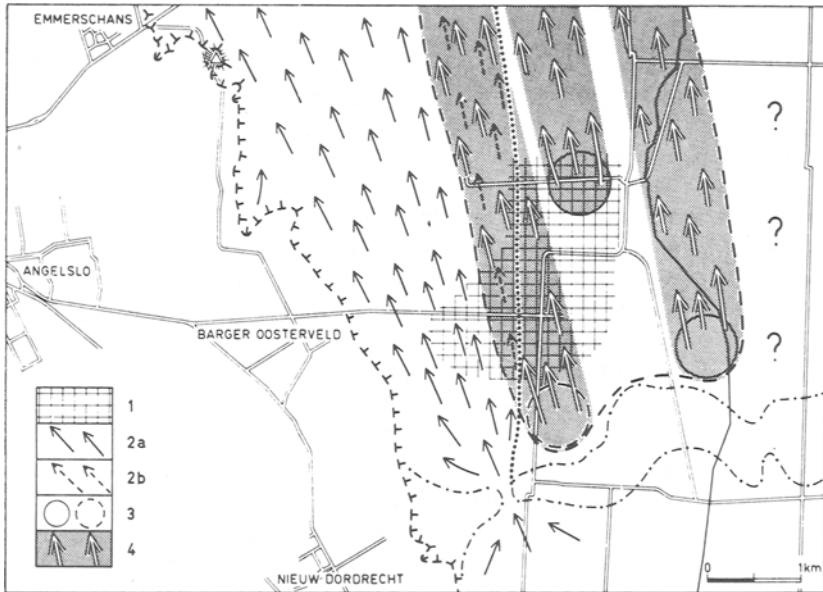 EMMERSCHANS
?
?
ANGELSLO
BARGER OOSTERVELD
?
1
2a
2b
3
4
NIEUW DORDRECHT
0 1km